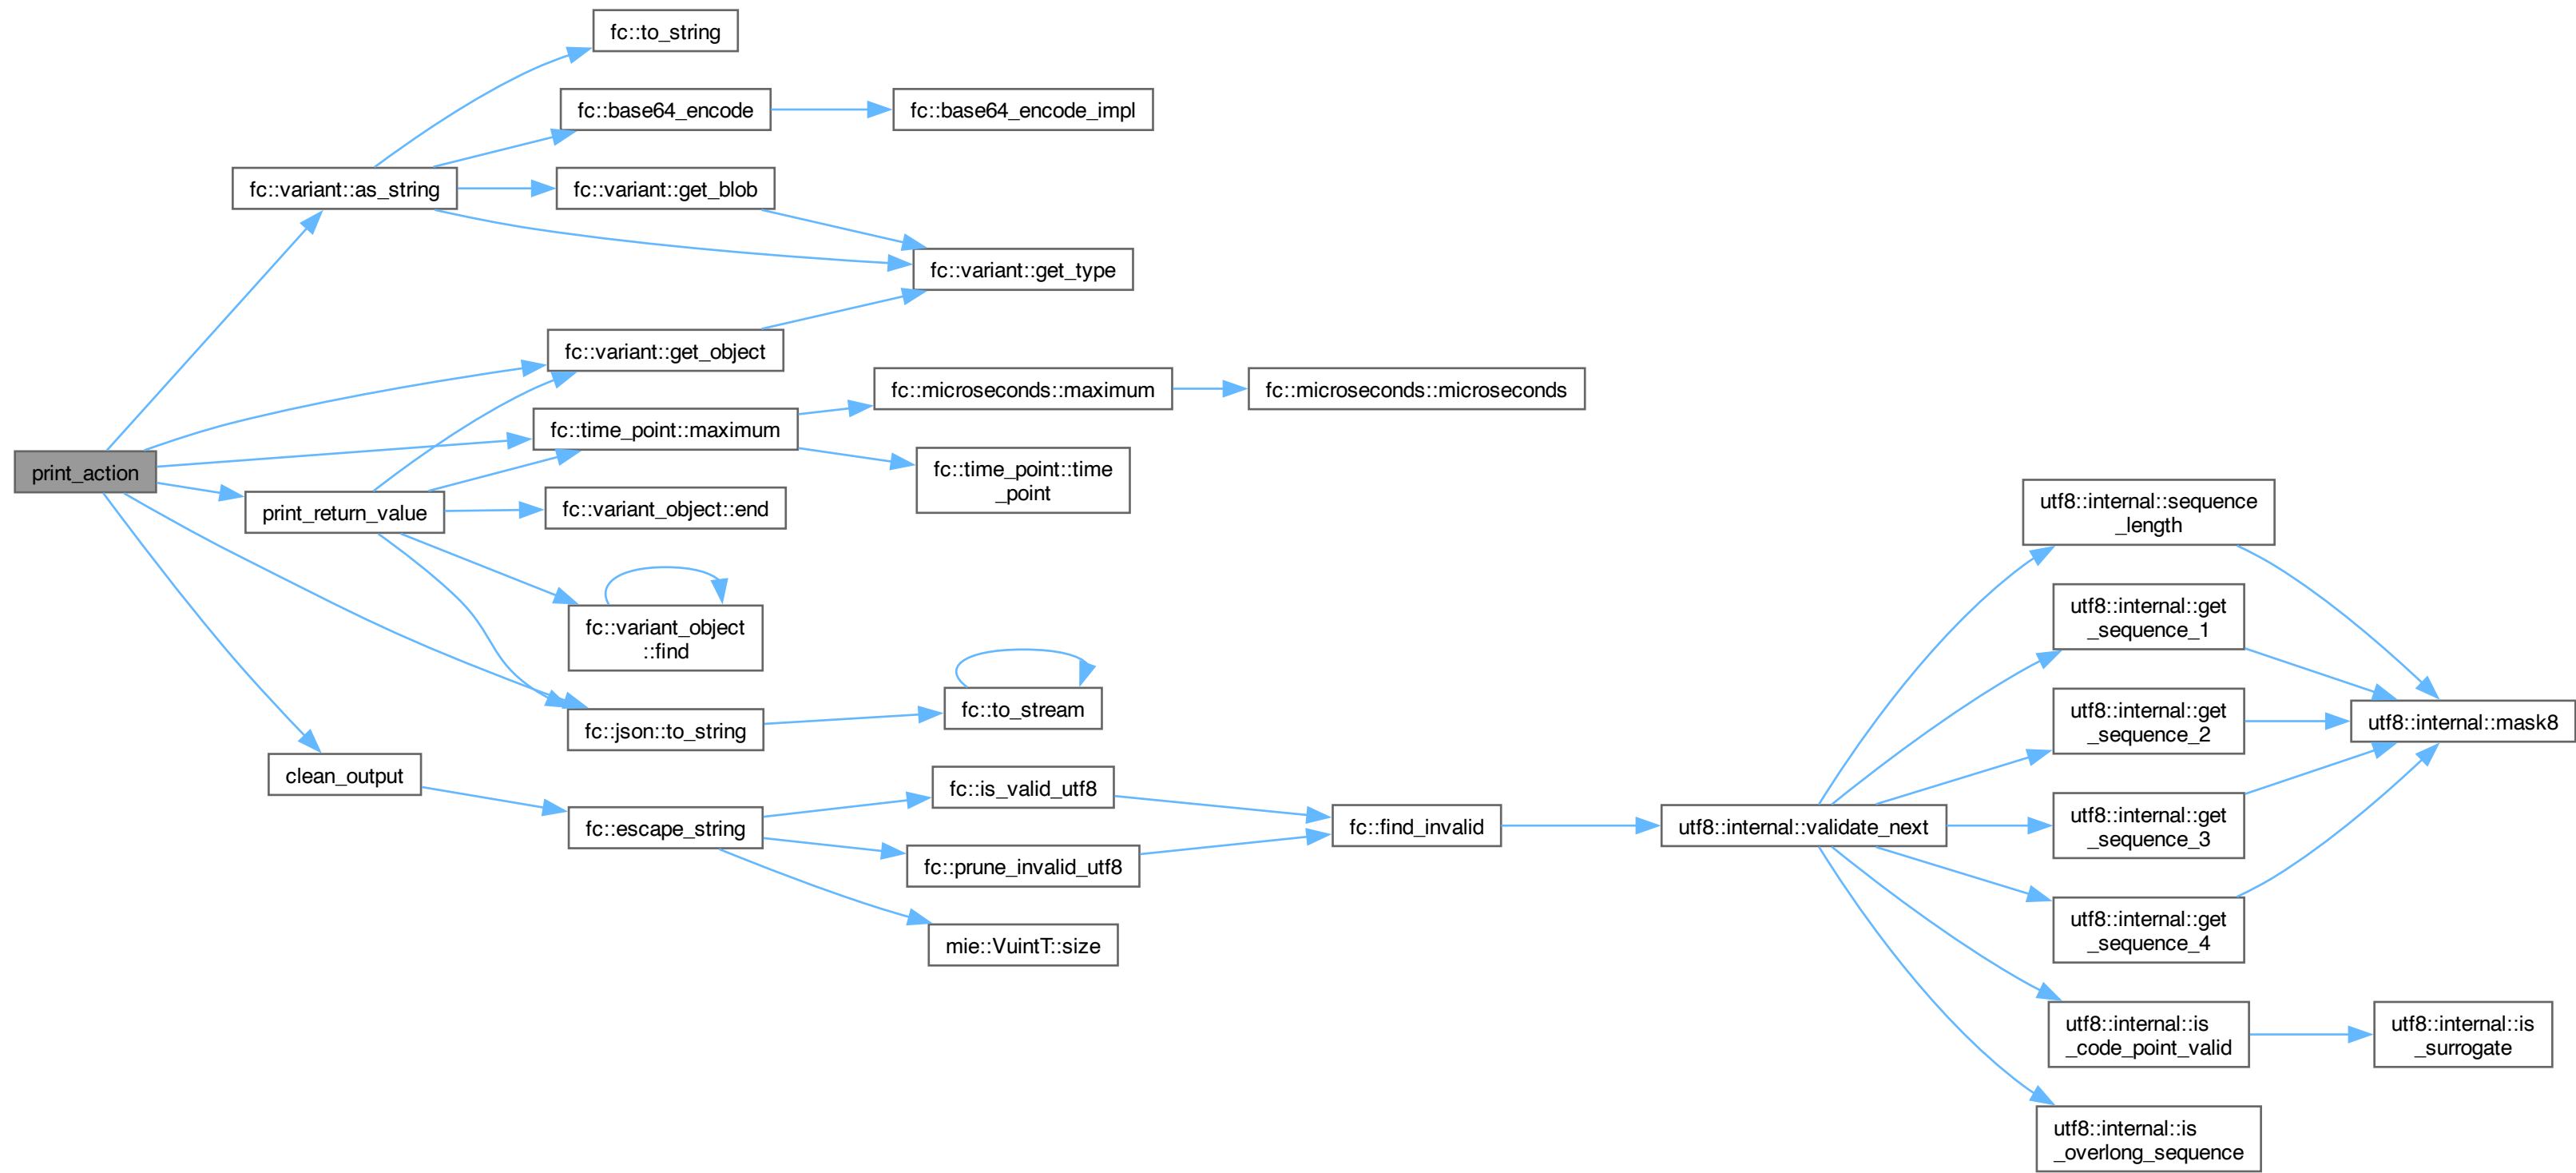 fc::to_string
fc::base64_encode
fc::base64_encode_impl
fc::variant::as_string
fc::variant::get_blob
fc::variant::get_type
fc::variant::get_object
fc::microseconds::maximum
fc::microseconds::microseconds
fc::time_point::maximum
print_action
fc::time_point::time
_point
print_return_value
fc::variant_object::end
utf8::internal::sequence
_length
fc::variant_object
::find
utf8::internal::get
_sequence_1
fc::to_stream
fc::json::to_string
utf8::internal::get
_sequence_2
utf8::internal::mask8
clean_output
fc::is_valid_utf8
fc::escape_string
fc::find_invalid
utf8::internal::validate_next
utf8::internal::get
_sequence_3
fc::prune_invalid_utf8
mie::VuintT::size
utf8::internal::get
_sequence_4
utf8::internal::is
_code_point_valid
utf8::internal::is
_surrogate
utf8::internal::is
_overlong_sequence